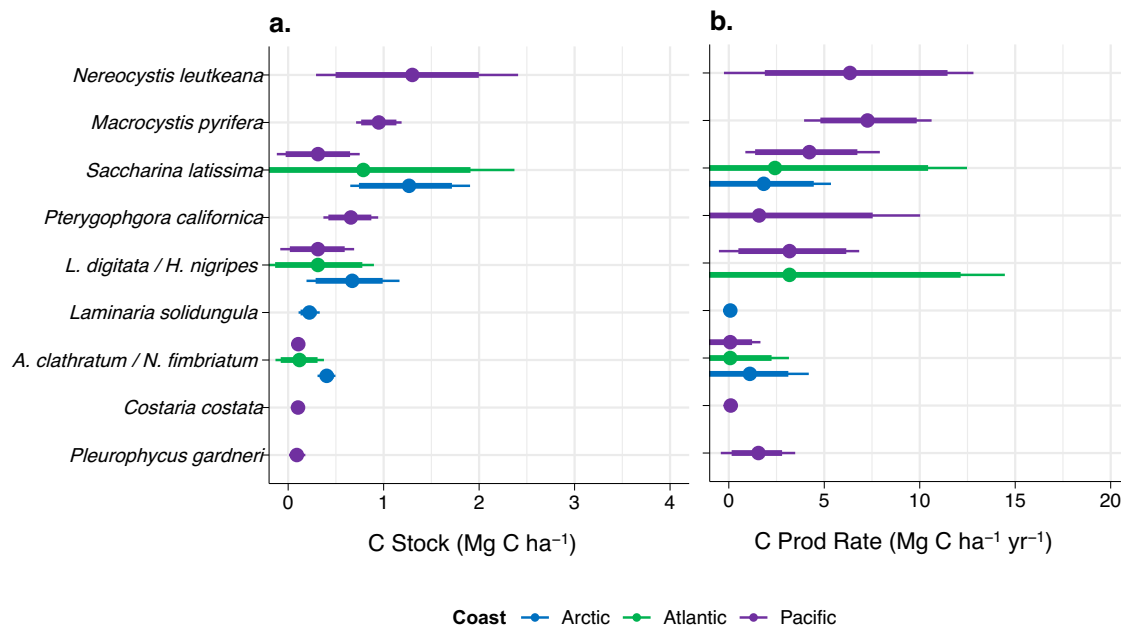 a.
b.
Nereocystis leutkeana
Macrocystis pyrifera
Saccharina latissima
Pterygophgora californica
L. digitata / H. nigripes
Laminaria solidungula
A. clathratum / N. fimbriatum
Costaria costata
Pleurophycus gardneri
0 1 2 3 4
0 5 10 15 20
C Stock (Mg C ha⁻¹)
C Prod Rate (Mg C ha⁻¹ yr⁻¹)
Coast Arctic Atlantic Pacific